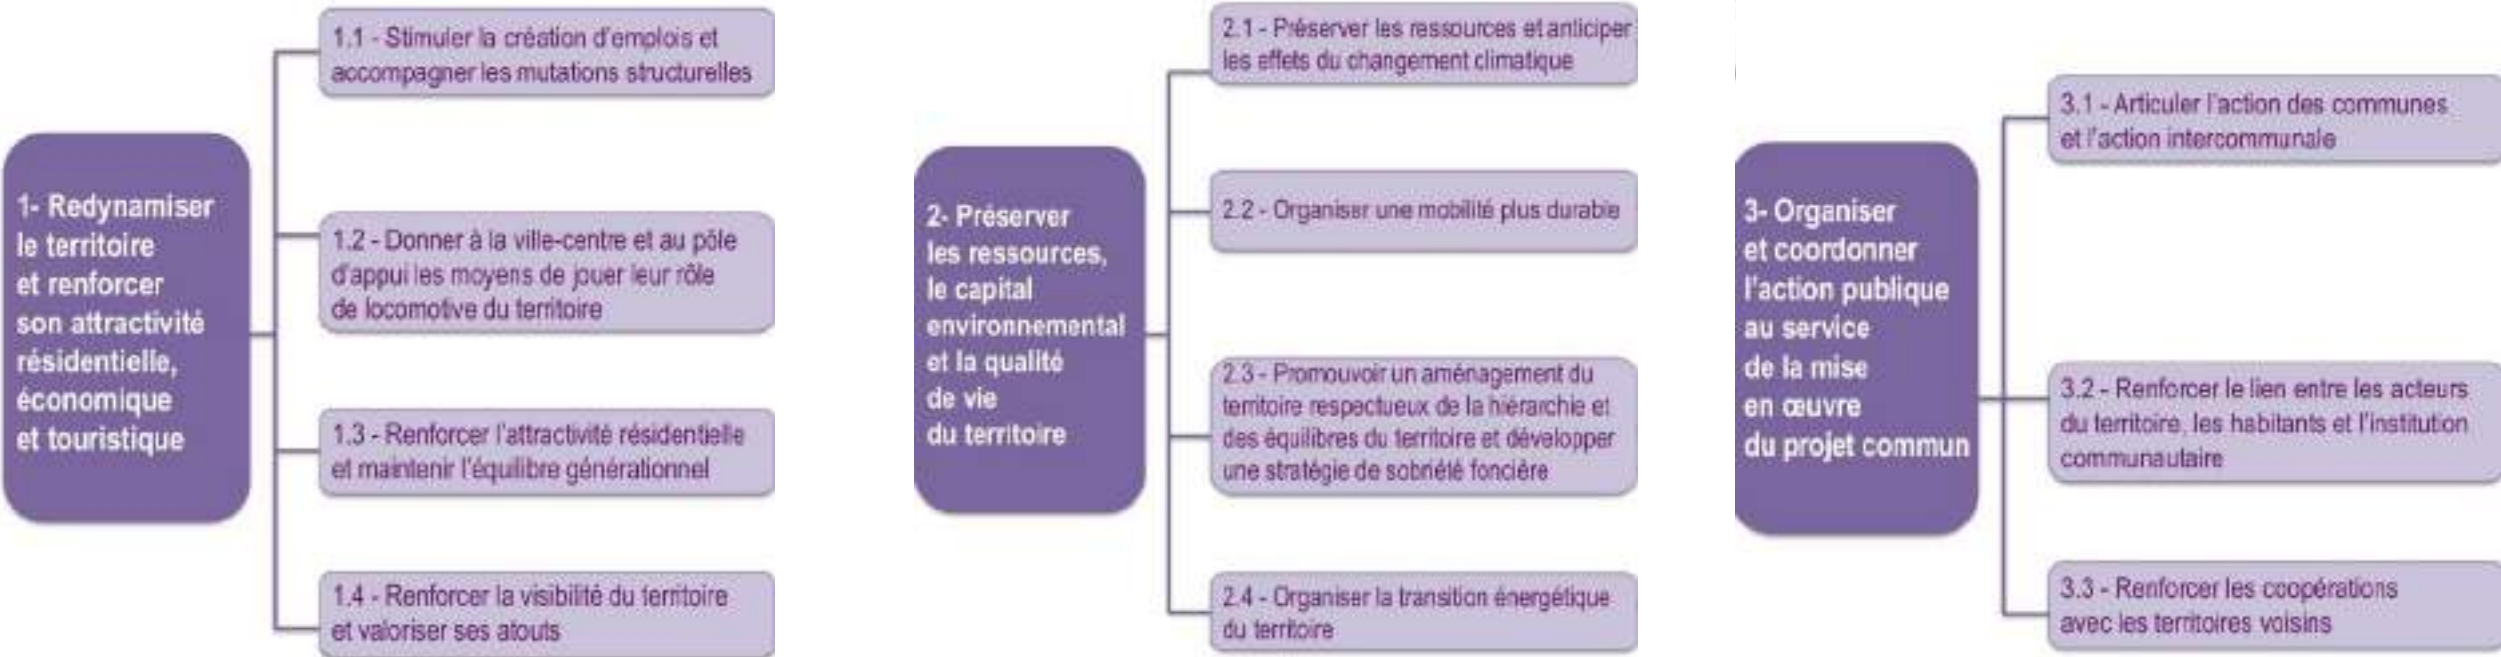 1- Redynamiser
le territoire
et renforcer
son attractivité
résidentielle,
économique
et touristique
1.1 - Stimuler la création d'emplois et
accompagner les mutations structurelles
1.2 - Donner à la ville-centre et au pôle
d'appui les moyens de jouer leur rôle
de locomotive du territoire
1.3 - Renforcer l'attractivité résidentielle
et maintenir l'équilibre générationnel
1.4 - Renforcer la visibilité du territoire
et valoriser ses atouts
2- Préserver
les ressources,
le capital
environnemental
et la qualité
de vie
du territoire
2.1 - Préserver les ressources et anticiper
les effets du changement climatique
2.2 - Organiser une mobilité plus durable
2.3 - Promouvoir un aménagement du
territoire respectueux de la hiérarchie et
des équilibres du territoire et développer
une stratégie de sobriété foncière
2.4 - Organiser la transition énergétique
du territoire
3- Organiser
et coordonner
l'action publique
au service
de la mise
en œuvre
du projet commun
3.1 - Articuler l'action des communes
et l'action intercommunale
3.2 - Renforcer le lien entre les acteurs
du territoire, les habitants et l'institution
communautaire
3.3 - Renforcer les coopérations
avec les territoires voisins